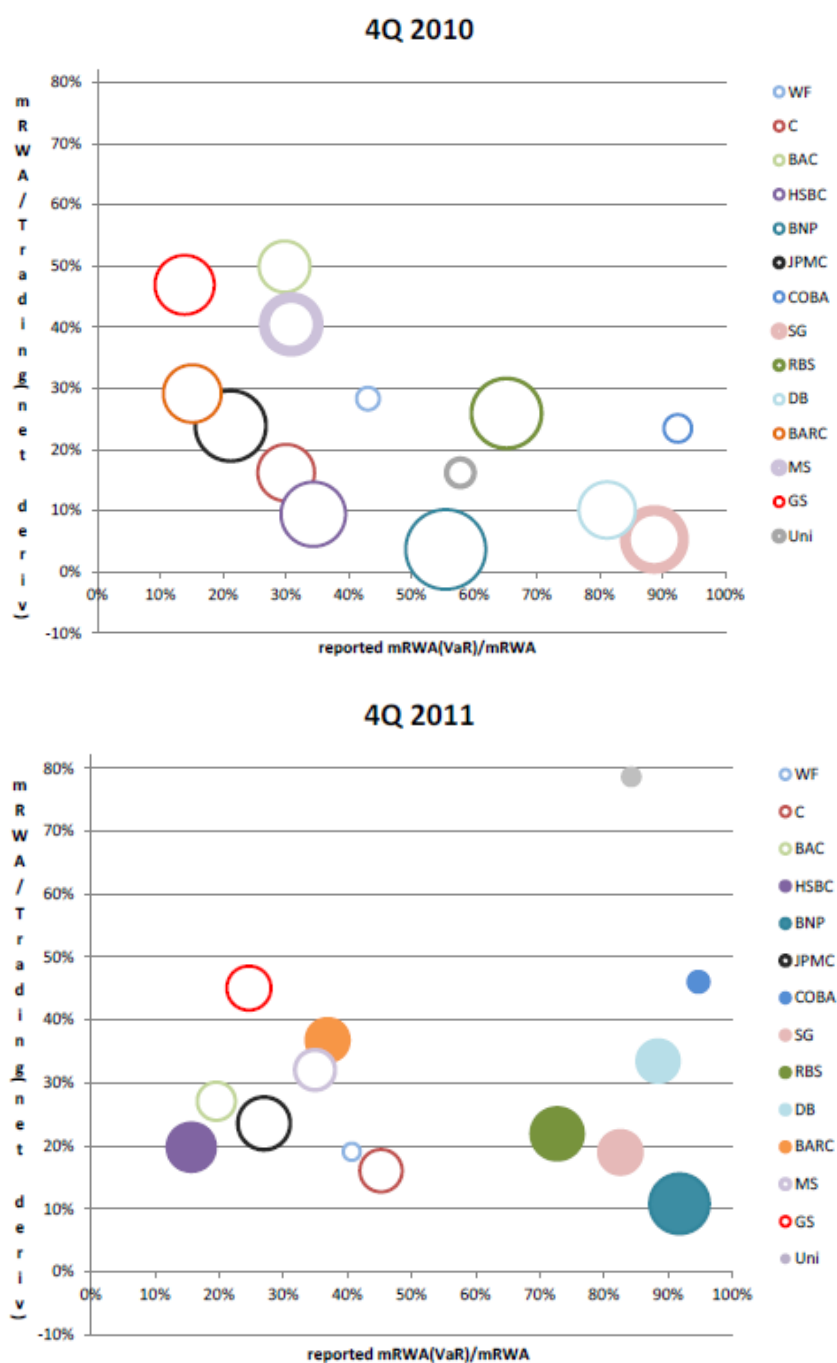 4Q 2010
mRWA/Trading(net deriv)
80%
70%
60%
50%
40%
30%
20%
10%
0%
-10%
0% 10% 20% 30% 40% 50% 60% 70% 80% 90% 100%
reported mRWA(VaR)/mRWA
WF
C
BAC
HSBC
BNP
JPMC
COBA
SG
RBS
DB
BARC
MS
GS
Uni
4Q 2011
mRWA/Trading(net deriv)
80%
70%
60%
50%
40%
30%
20%
10%
0%
-10%
0% 10% 20% 30% 40% 50% 60% 70% 80% 90% 100%
reported mRWA(VaR)/mRWA
WF
C
BAC
HSBC
BNP
JPMC
COBA
SG
RBS
DB
BARC
MS
GS
Uni